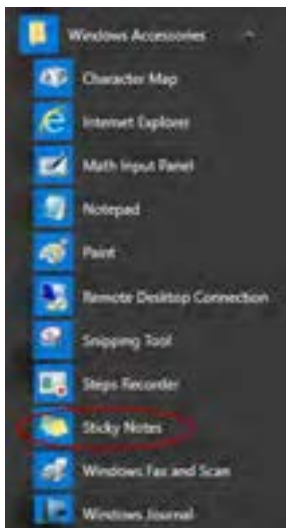 Windows Accessories
Character Map
Internet Explorer
Math Input Panel
Notepad
Paint
Remote Desktop Connection
Snipping Tool
Steps Recorder
Sticky Notes
Windows Fax and Scan
Windows Journal